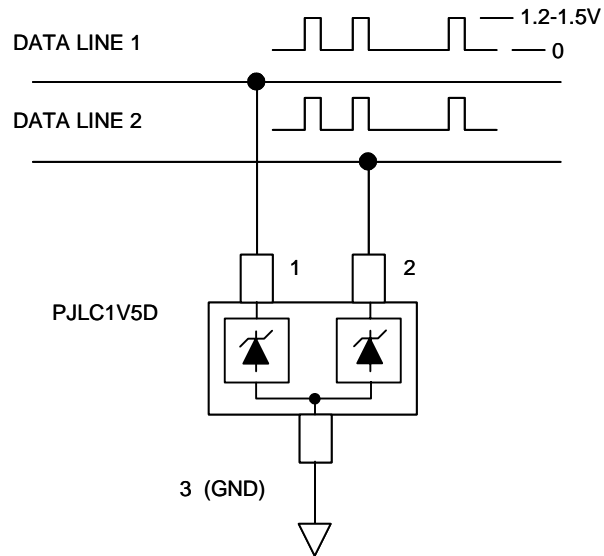 1.2-1.5V
DATA LINE 1
0
DATA LINE 2
1
2
PJLC1V5D
3 (GND)